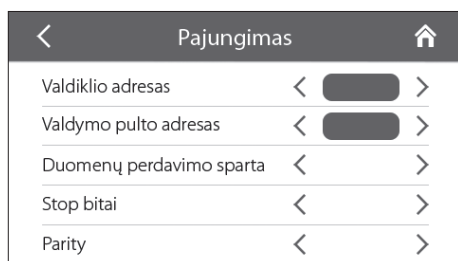 Pajungimas
Valdiklio adresas
Valdymo pulto adresas
Duomenų perdavimo sparta
Stop bitai
Parity